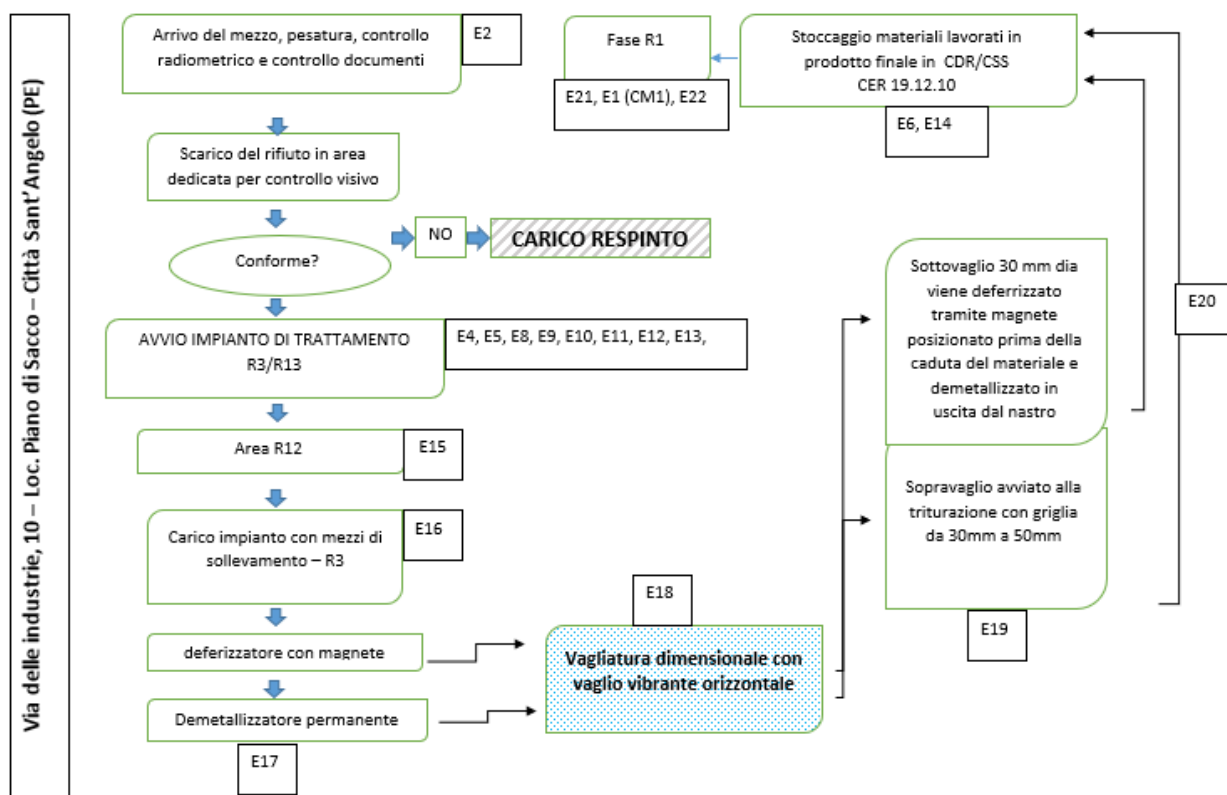 Via delle industrie, 10 – Loc. Piano di Sacco – Città Sant'Angelo (PE)
Arrivo del mezzo, pesatura, controllo
radiometrico e controllo documenti
E2
Scarico del rifiuto in area
dedicata per controllo visivo
Conforme?
NO
CARICO RESPINTO
AVVIO IMPIANTO DI TRATTAMENTO
R3/R13
E4, E5, E8, E9, E10, E11, E12, E13,
Area R12
E15
Carico impianto con mezzi di
sollevamento – R3
E16
deferizzatore con magnete
Demetallizzatore permanente
E17
E18
Vagliatura dimensionale con
vaglio vibrante orizzontale
Sottovaglio 30 mm dia
viene deferrizzato
tramite magnete
posizionato prima della
caduta del materiale e
demetallizzato in
uscita dal nastro
Sopravaglio avviato alla
triturazione con griglia
da 30mm a 50mm
E19
E20
Stoccaggio materiali lavorati in
prodotto finale in  CDR/CSS
CER 19.12.10
E6, E14
Fase R1
E21, E1 (CM1), E22